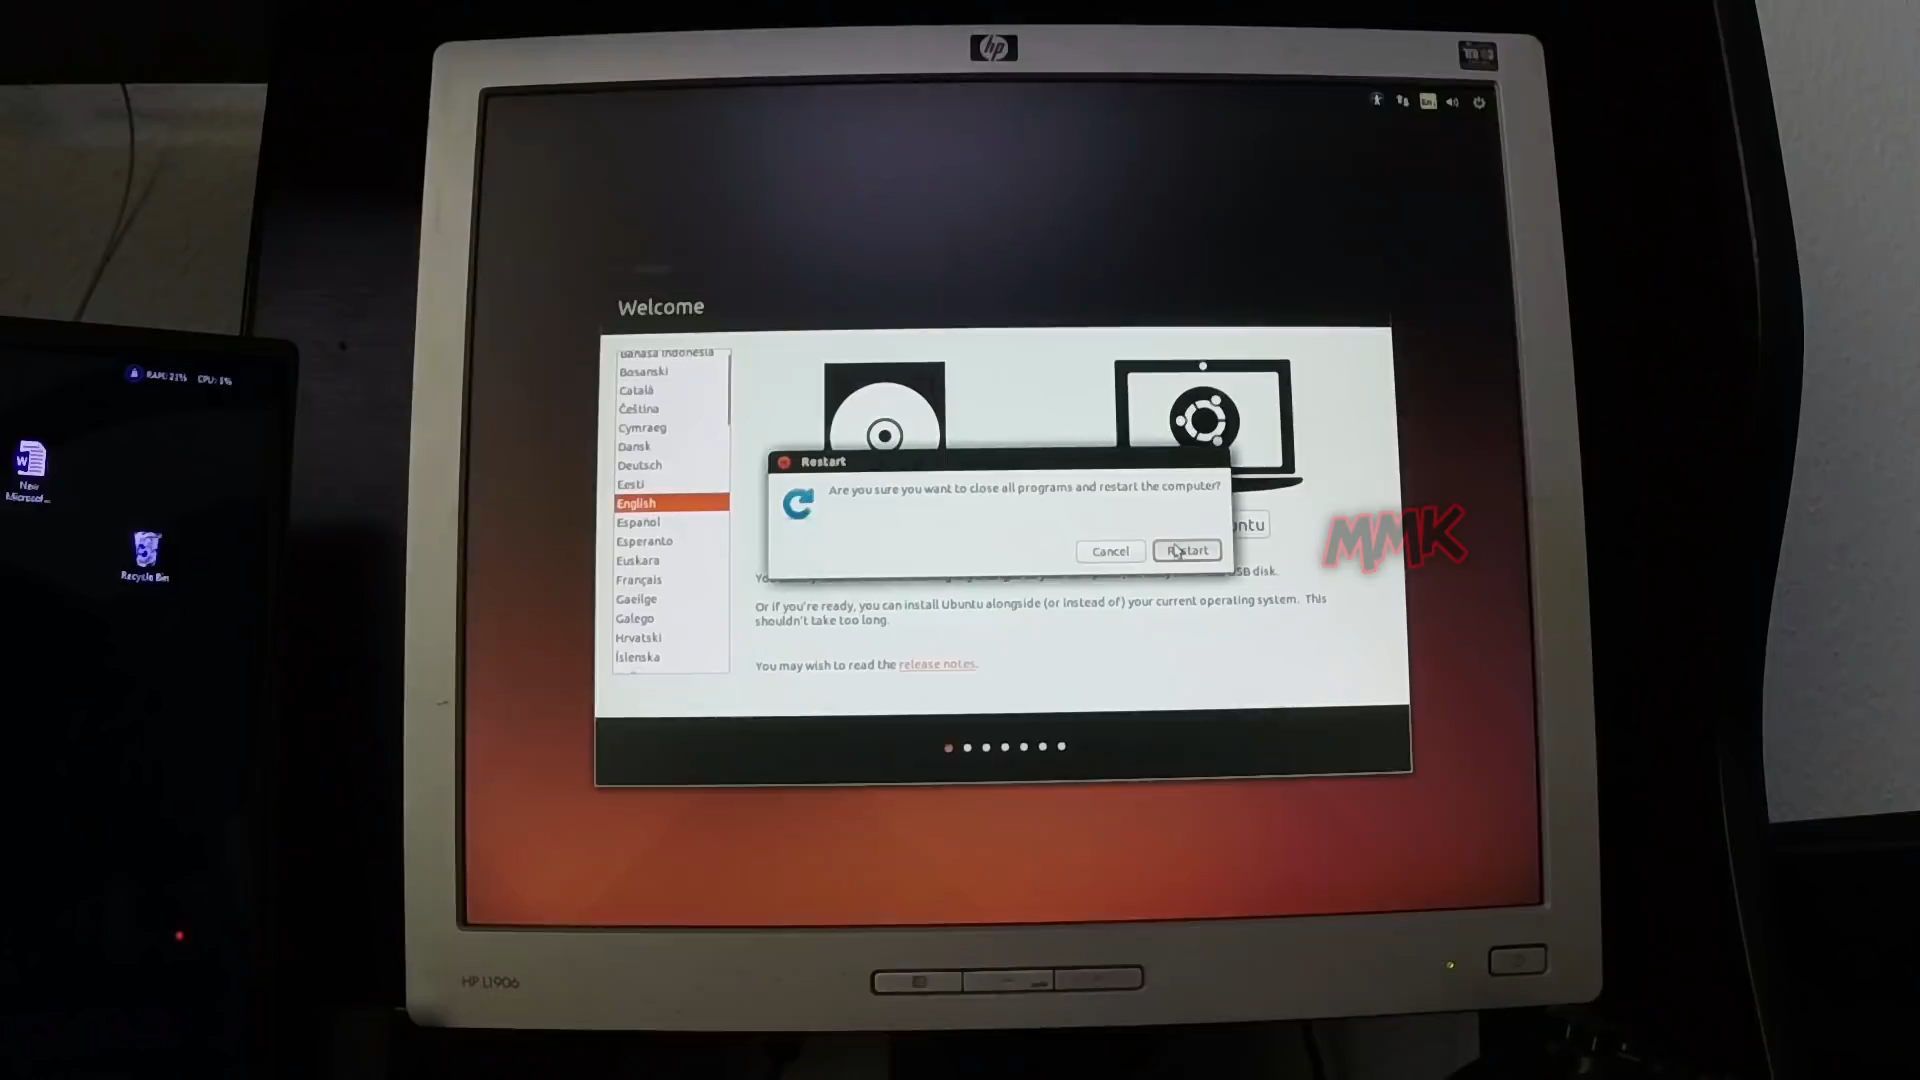 hp
En
RAM: 21% CPU: 1%
Welcome
Bahasa Indonesia
Bosanski
Català
Čeština
Cymraeg
Dansk
Deutsch
Eesti
English
Español
Esperanto
Euskara
Français
Gaeilge
Galego
Hrvatski
Íslenska
Restart
Are you sure you want to close all programs and restart the computer?
Cancel
Restart
SB disk.
Or if you're ready, you can install Ubuntu alongside (or instead of) your current operating system. This
shouldn't take too long.
You may wish to read the release notes.
MMK
New
Recycle Bin
HP L1906